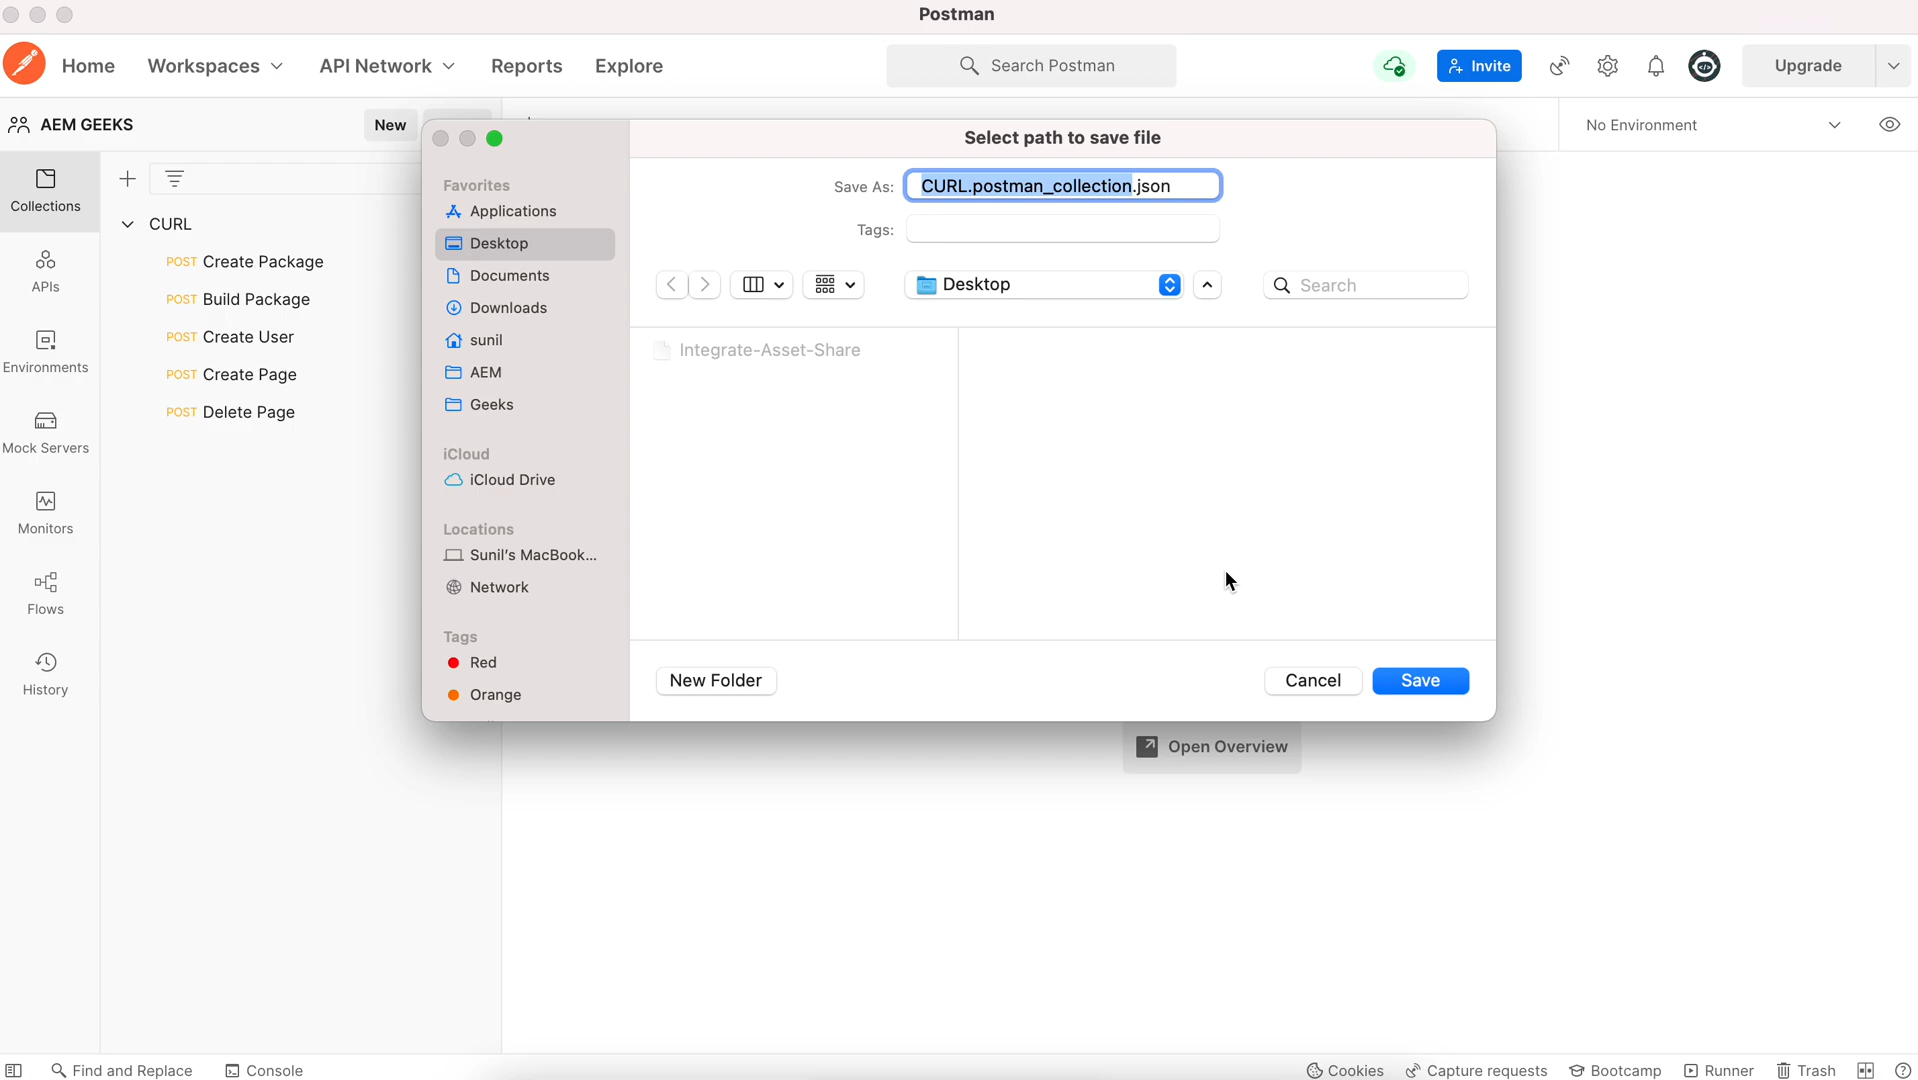 Postman
Home Workspaces API Network Reports Explore Search Postman Invite Upgrade
AEM GEEKS New No Environment
Select path to save file
Collections
APIs
Environments
Mock Servers
Monitors
Flows
History
CURL
POST Create Package
POST Build Package
POST Create User
POST Create Page
POST Delete Page
Favorites
Applications
Desktop
Documents
Downloads
sunil
AEM
Geeks
iCloud
iCloud Drive
Locations
Sunil's MacBook...
Network
Tags
Red
Orange
Save As: CURL.postman_collection.json
Tags:
Desktop Search
Integrate-Asset-Share
New Folder Cancel Save
Open Overview
Find and Replace Console Cookies Capture requests Bootcamp Runner Trash